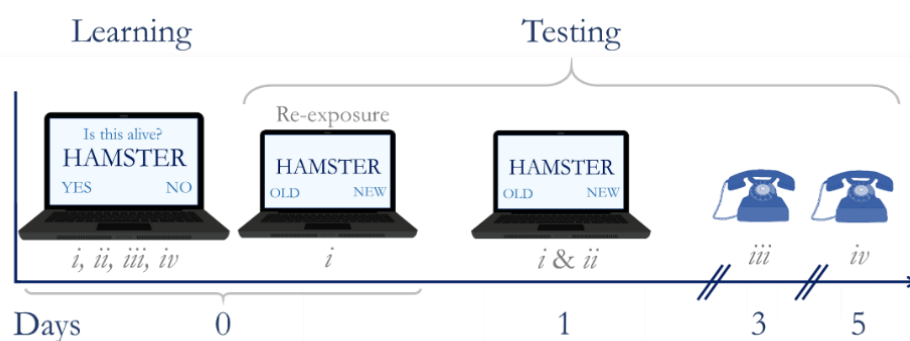 Learning
Testing
Re-exposure
Is this alive?
HAMSTER
YES NO
HAMSTER
OLD NEW
HAMSTER
OLD NEW
i, ii, iii, iv
i
i & ii
iii
iv
Days 0 1 3 5